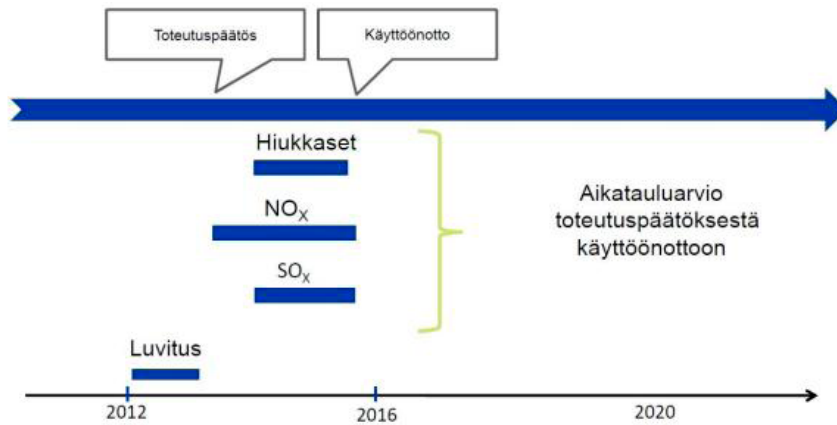 Toteutuspäätös
Käyttöönotto
Hiukkaset
NOX
SOX
Aikatauluarvio
toteutuspäätöksestä
käyttöönottoon
Luvitus
2012
2016
2020